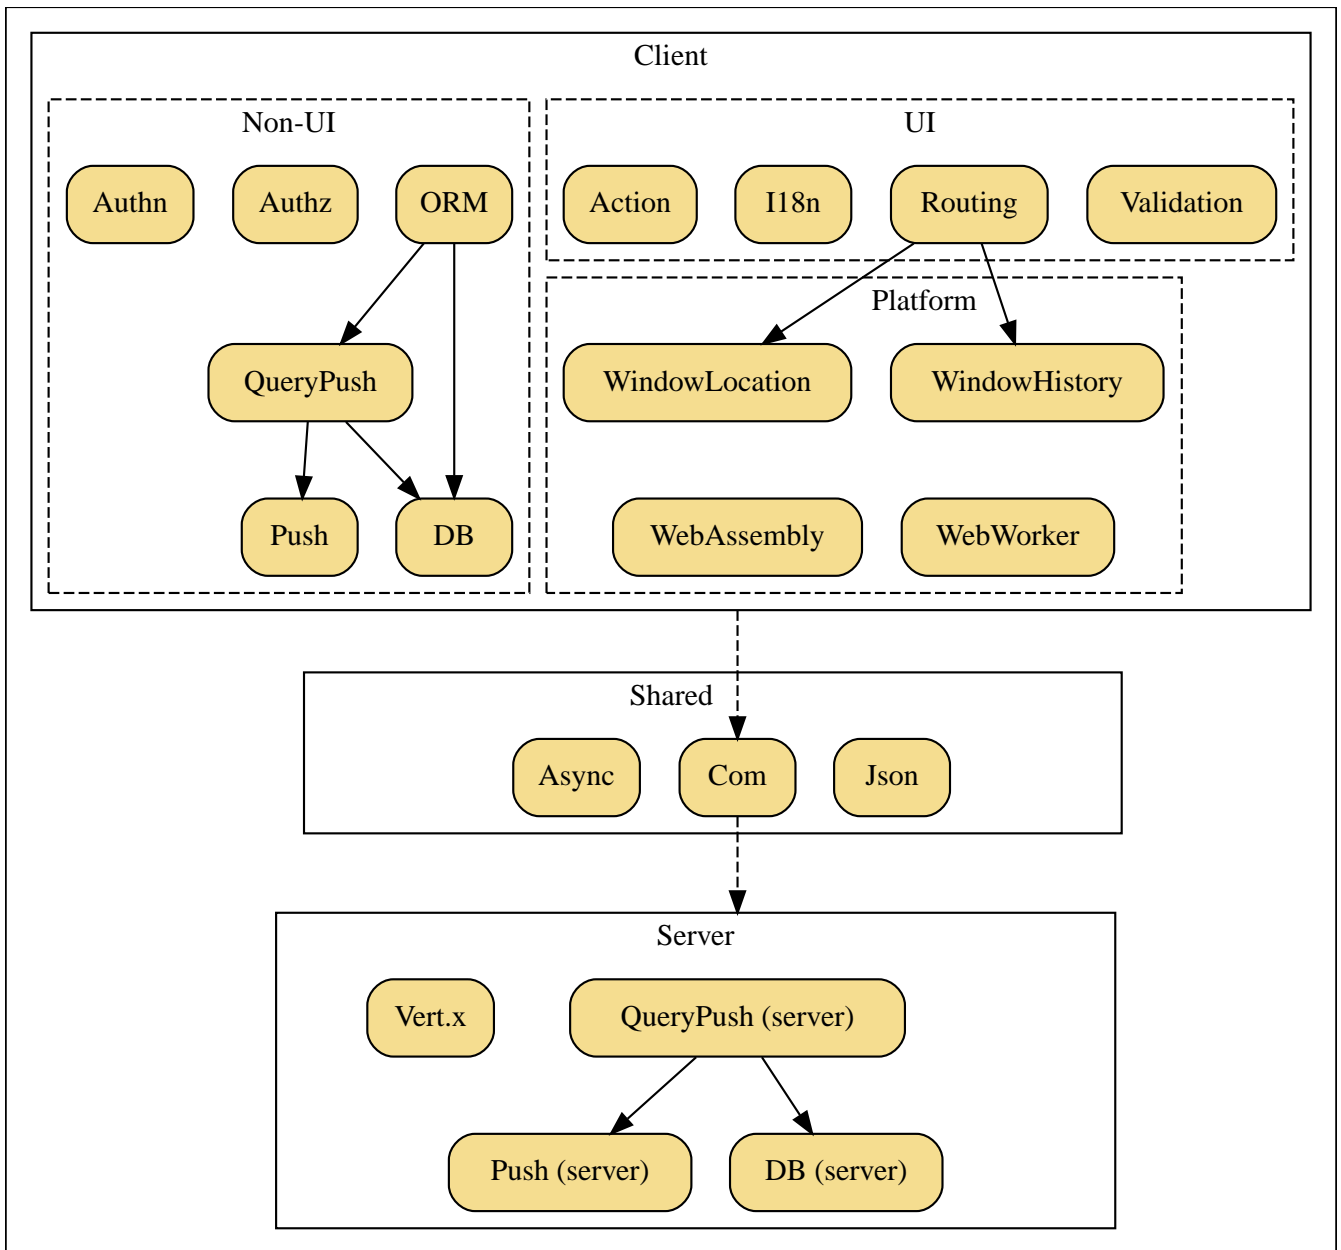 Client
Non-UI
UI
Authn
Authz
ORM
Action
I18n
Routing
Validation
Platform
QueryPush
WindowLocation
WindowHistory
Push
DB
WebAssembly
WebWorker
Shared
Async
Com
Json
Server
Vert.x
QueryPush (server)
Push (server)
DB (server)